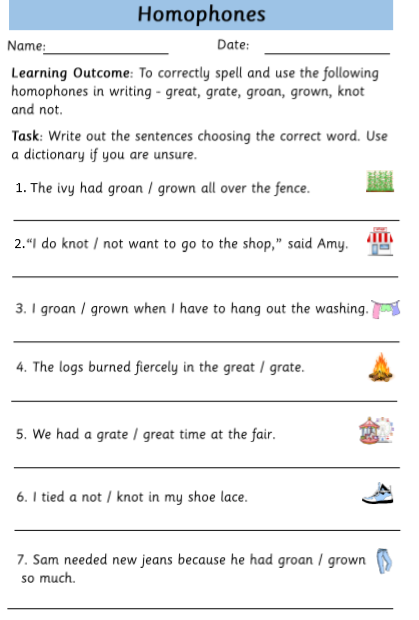 Homophones
Name:
Date:
Learning Outcome: To correctly spell and use the following
homophones in writing - great, grate, groan, grown, knot
and not.
Task: Write out the sentences choosing the correct word. Use
a dictionary if you are unsure.
1. The ivy had groan / grown all over the fence.
2.“I do knot / not want to go to the shop,” said Amy.
3. I groan / grown when I have to hang out the washing.
4. The logs burned fiercely in the great / grate.
5. We had a grate / great time at the fair.
6. I tied a not / knot in my shoe lace.
7. Sam needed new jeans because he had groan / grown
so much.